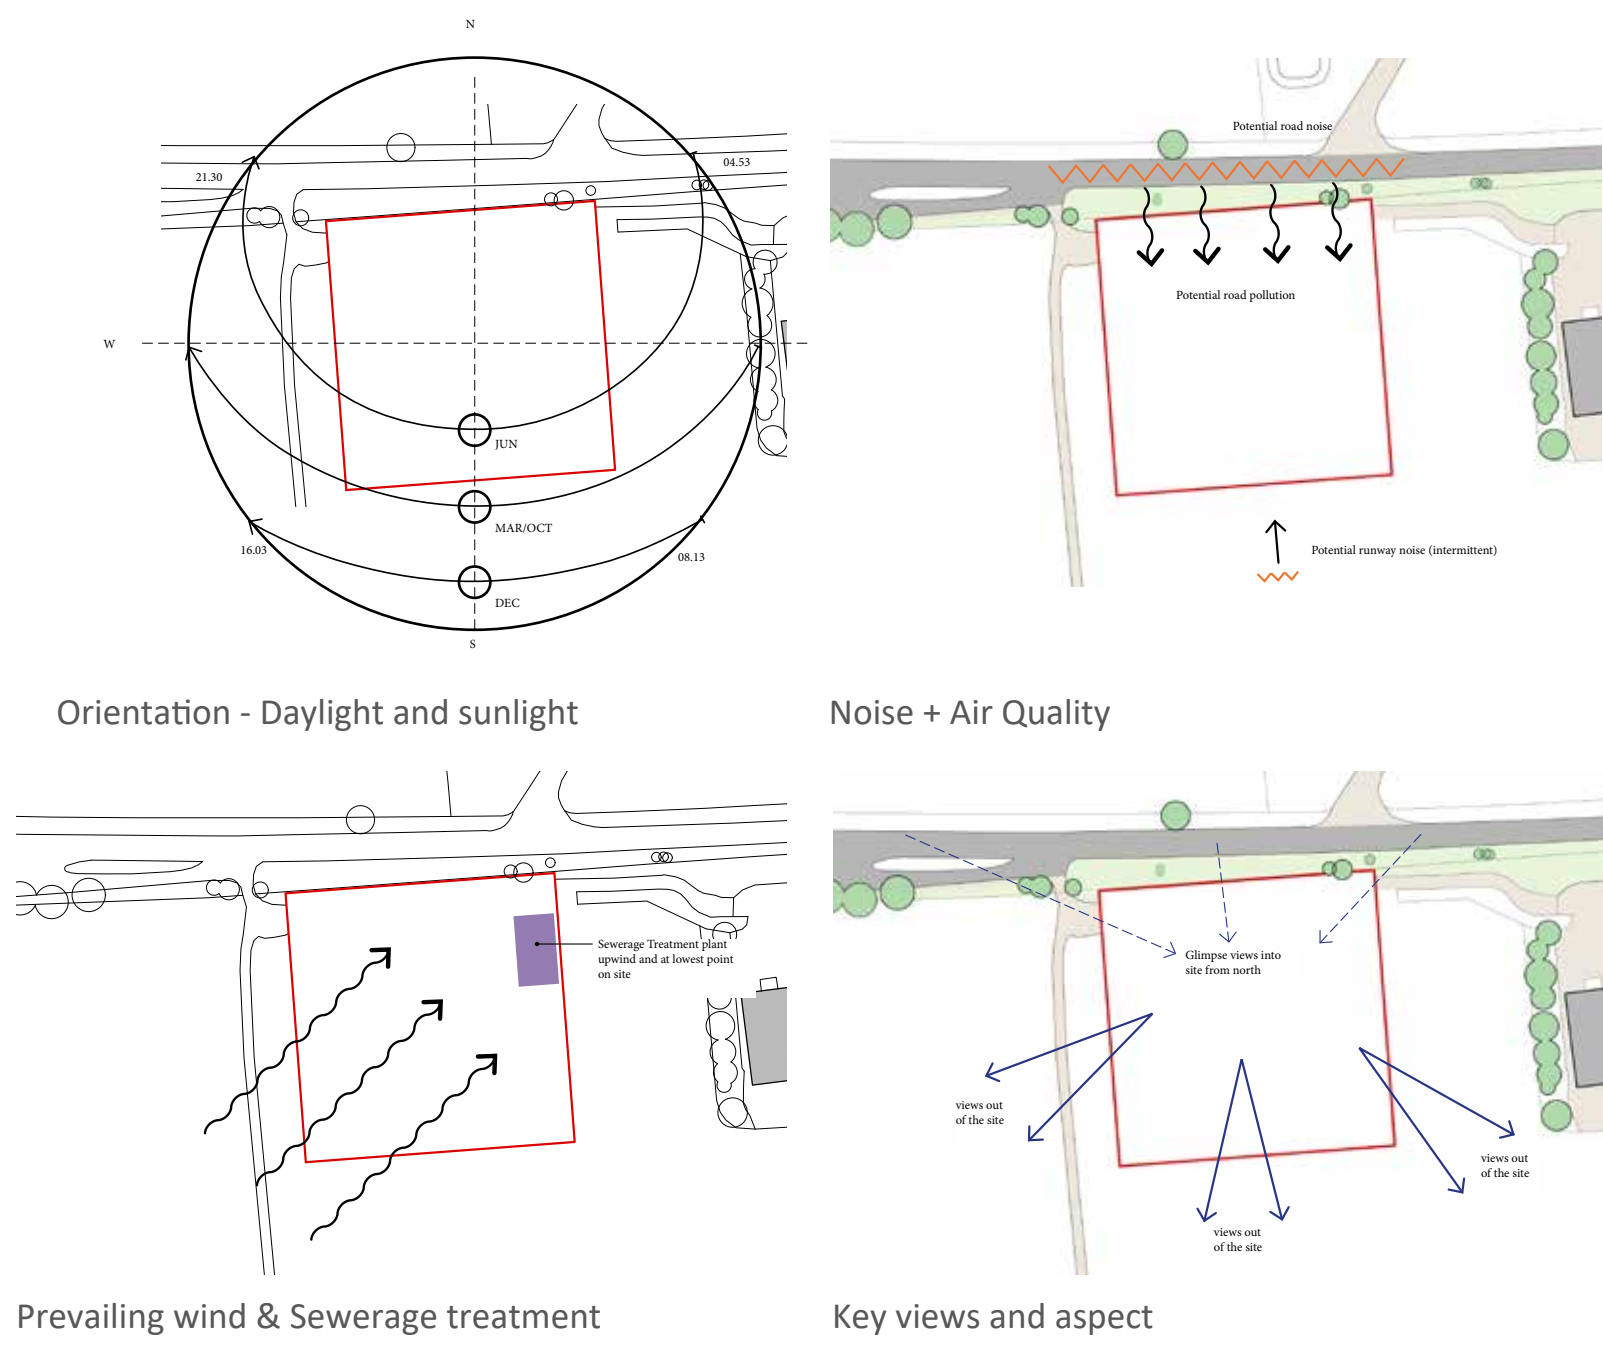 N
21.30
04.53
W
JUN
MAR/OCT
16.03
08.13
DEC
S
Orientation - Daylight and sunlight
Potential road noise
Potential road pollution
Potential runway noise (intermittent)
Noise + Air Quality
Sewerage Treatment plant
upwind and at lowest point
on site
Prevailing wind & Sewerage treatment
Glimpse views into
site from north
views out
of the site
views out
of the site
views out
of the site
Key views and aspect